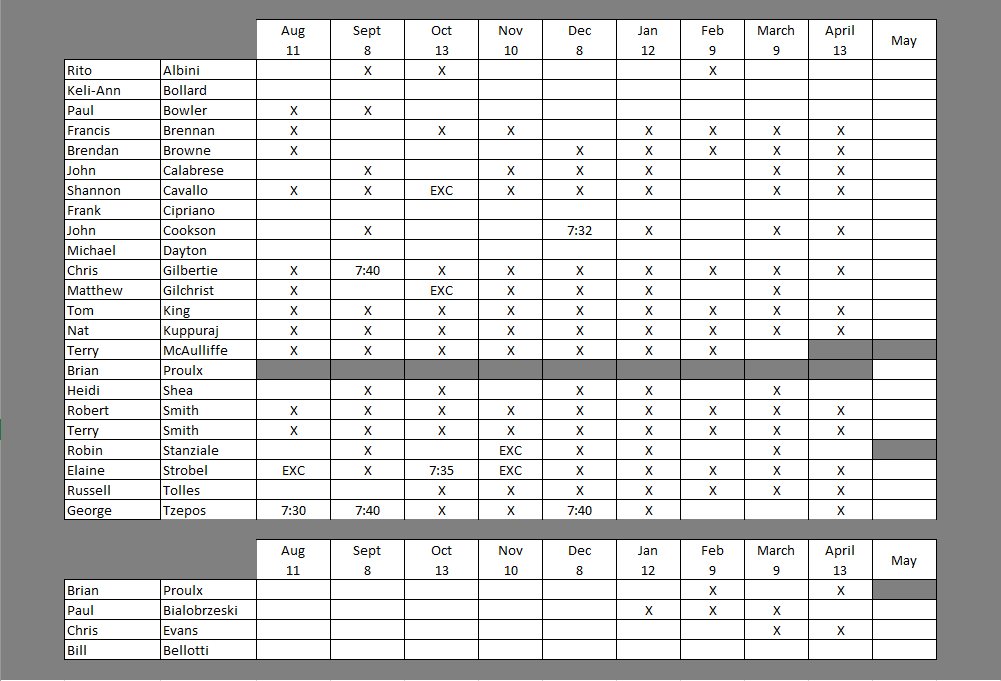 Aug Sept Oct Nov Dec Jan Feb March April May
11 8 13 10 8 12 9 9 13
Rito Albini X X X
Keli-Ann Bollard
Paul Bowler X X
Francis Brennan X X X X X X X
Brendan Browne X X X X X X
John Calabrese X X X X X X
Shannon Cavallo X X EXC X X X X X
Frank Cipriano
John Cookson X 7:32 X X X
Michael Dayton
Chris Gilbertie X 7:40 X X X X X X X
Matthew Gilchrist X EXC X X X X
Tom King X X X X X X X X X
Nat Kuppuraj X X X X X X X X X
Terry McAulliffe X X X X X X X
Brian Proulx
Heidi Shea X X X X X
Robert Smith X X X X X X X X X
Terry Smith X X X X X X X X X
Robin Stanziale X EXC X X X
Elaine Strobel EXC X 7:35 EXC X X X X X
Russell Tolles X X X X X X X
George Tzepos 7:30 7:40 X X 7:40 X X
Aug Sept Oct Nov Dec Jan Feb March April May
11 8 13 10 8 12 9 9 13
Brian Proulx X X
Paul Bialobrzeski X X X
Chris Evans X X
Bill Bellotti